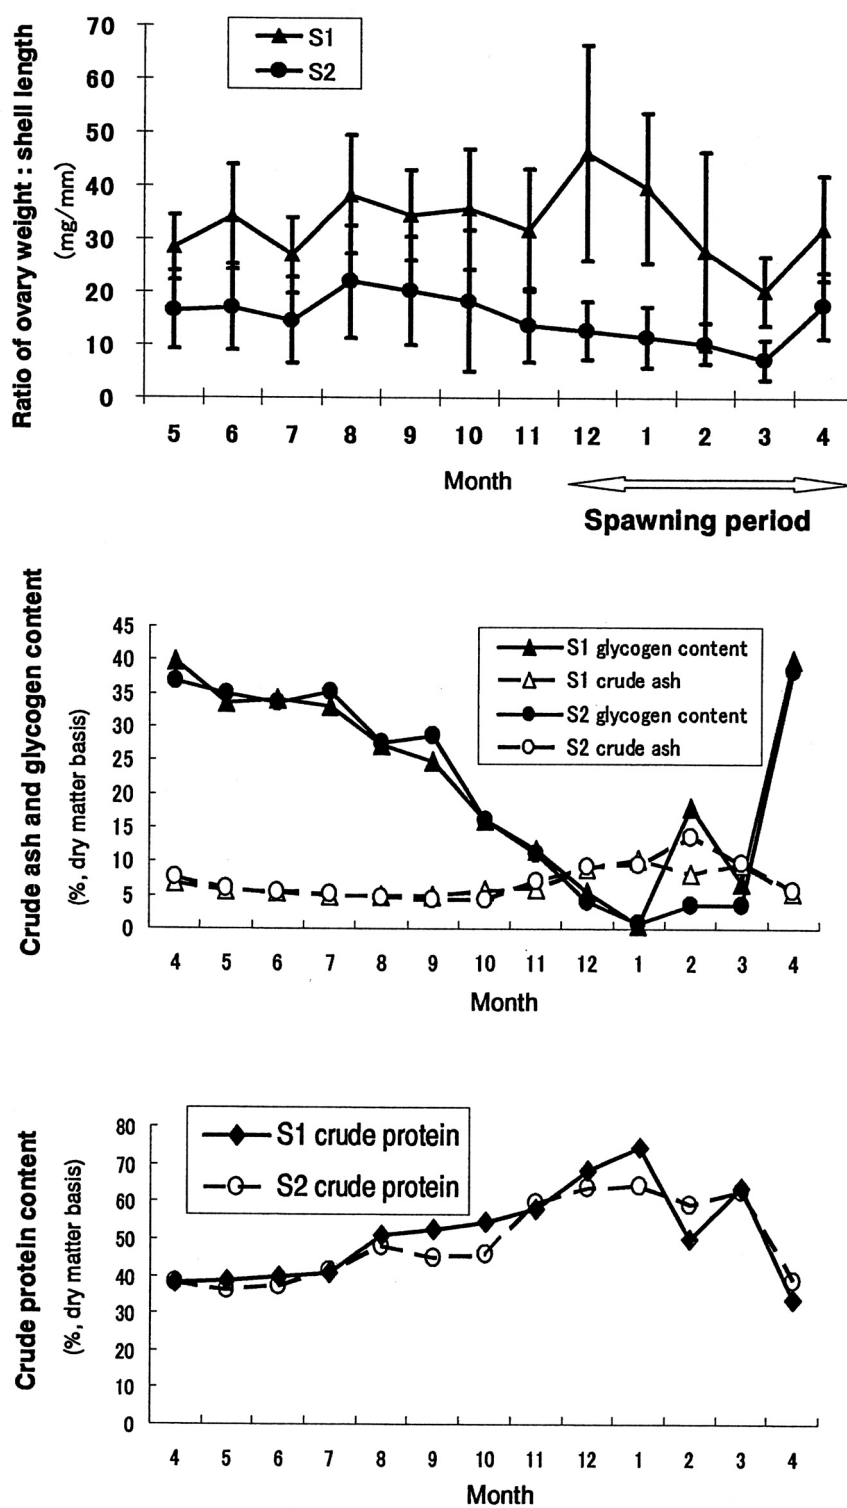 Ratio of ovary weight : shell length
(mg/mm)
70
60
50
40
30
20
10
0
S1
S2
5 6 7 8 9 10 11 12 1 2 3 4
Month
Spawning period
Crude ash and glycogen content
(%, dry matter basis)
45
40
35
30
25
20
15
10
5
0
S1 glycogen content
S1 crude ash
S2 glycogen content
S2 crude ash
4 5 6 7 8 9 10 11 12 1 2 3 4
Month
Crude protein content
(%, dry matter basis)
80
70
60
50
40
30
20
10
0
S1 crude protein
S2 crude protein
4 5 6 7 8 9 10 11 12 1 2 3 4
Month